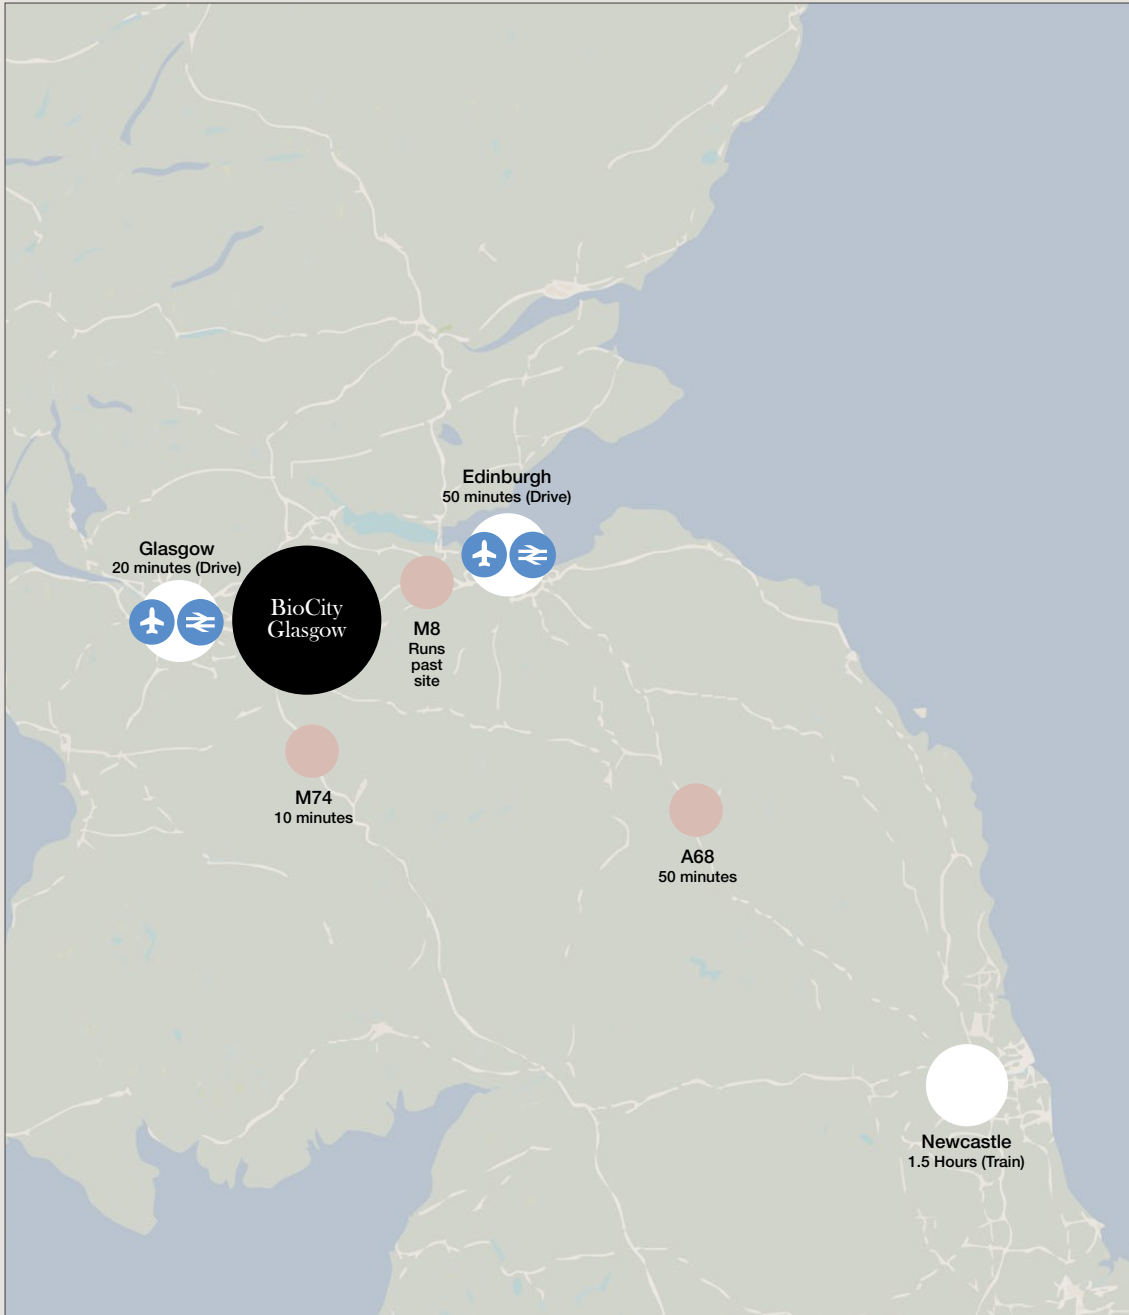 Edinburgh
50 minutes (Drive)
Glasgow
20 minutes (Drive)
BioCity
Glasgow
M8
Runs
past
site
M74
10 minutes
A68
50 minutes
Newcastle
1.5 Hours (Train)